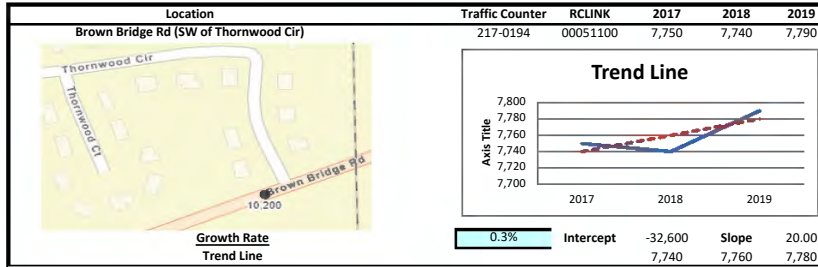 Location Traffic Counter RCLINK 2017 2018 2019
Brown Bridge Rd (SW of Thornwood Cir) 217-0194 00051100 7,750 7,740 7,790
Thornwood Cir
Thornwood Ct
Brown Bridge Rd
10,200
Trend Line
Axis Title
7,800
7,780
7,760
7,740
7,720
7,700
2017 2018 2019
Growth Rate 0.3% Intercept -32,600 Slope 20.00
Trend Line 7,740 7,760 7,780